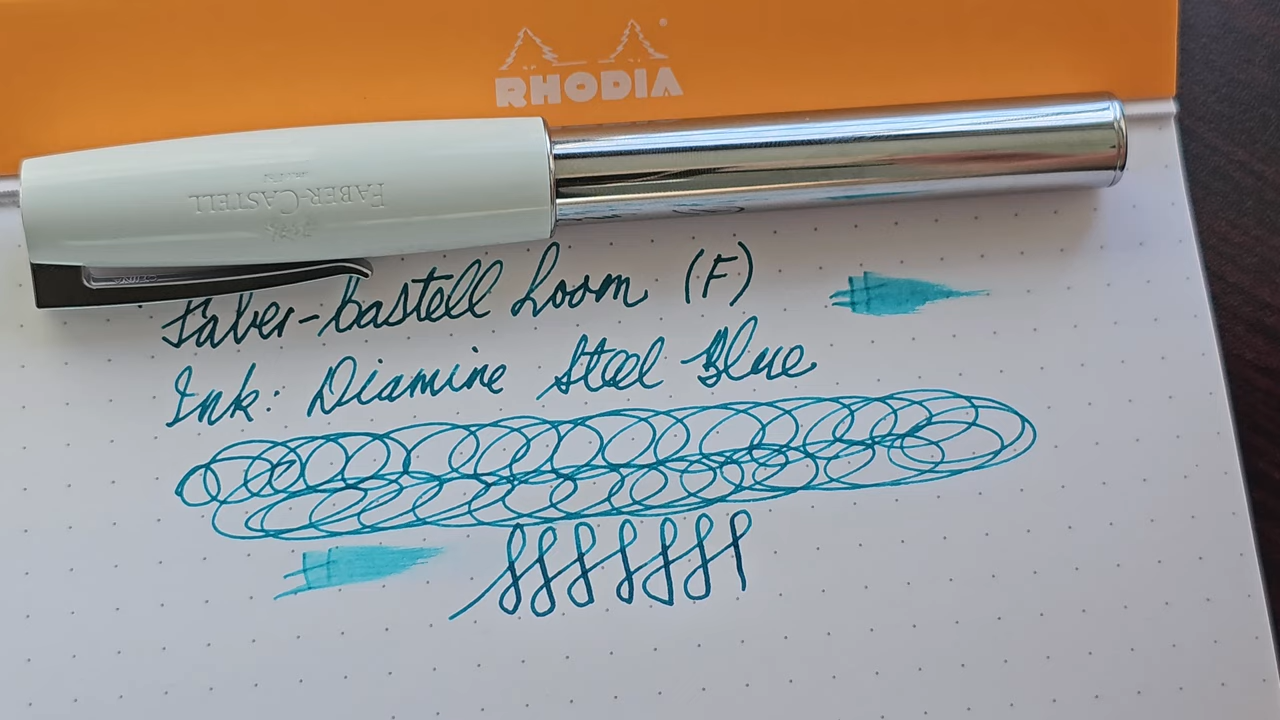 RHODIA
FABER-CASTELL
Faber-Castell Loom (F)
Ink: Diamine Steel Blue